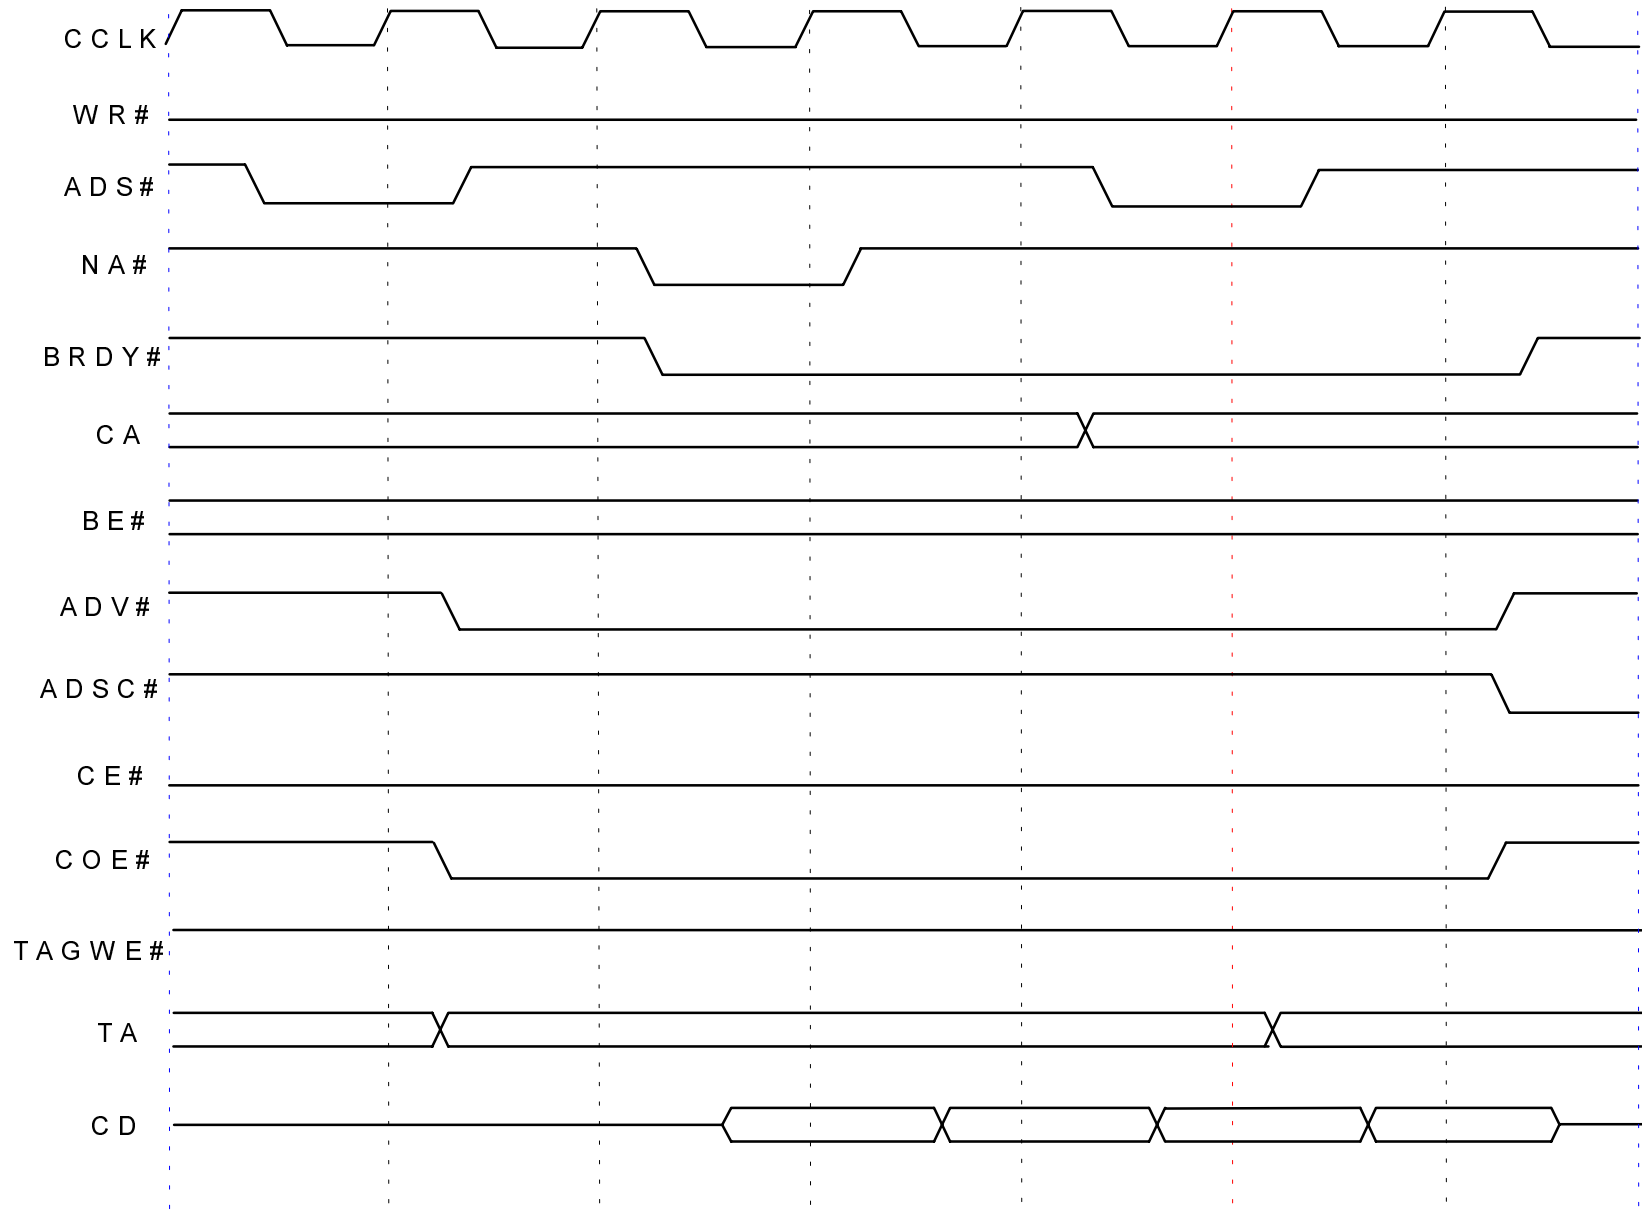 CCLK
WR#
ADS#
NA#
BRDY#
CA
BE#
ADV#
ADSC#
CE#
COE#
TAGWE#
TA
CD